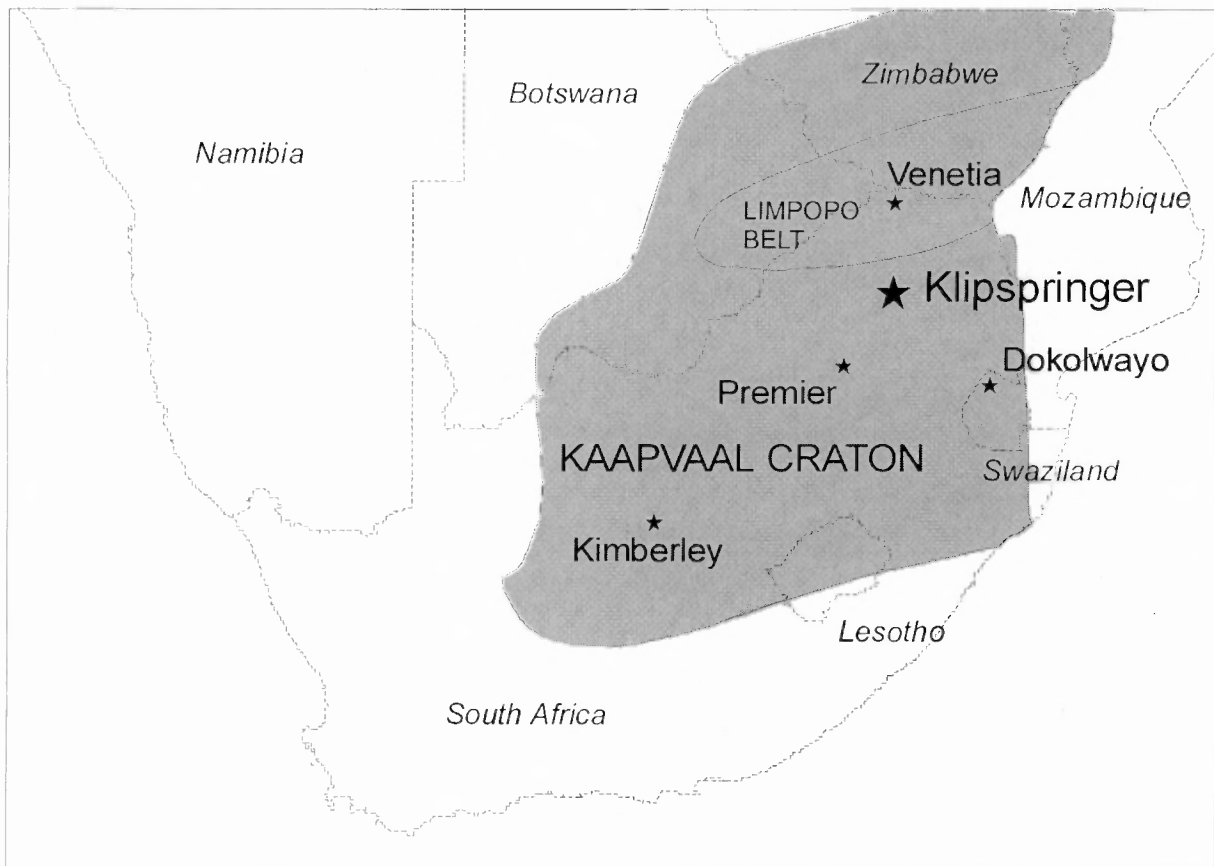 Zimbabwe
Botswana
Namibia
Venetia
Mozambique
LIMPOPO
BELT
Klipspringer
Dokolwayo
Premier
KAAPVAAL CRATON
Swaziland
Kimberley
Lesotho
South Africa